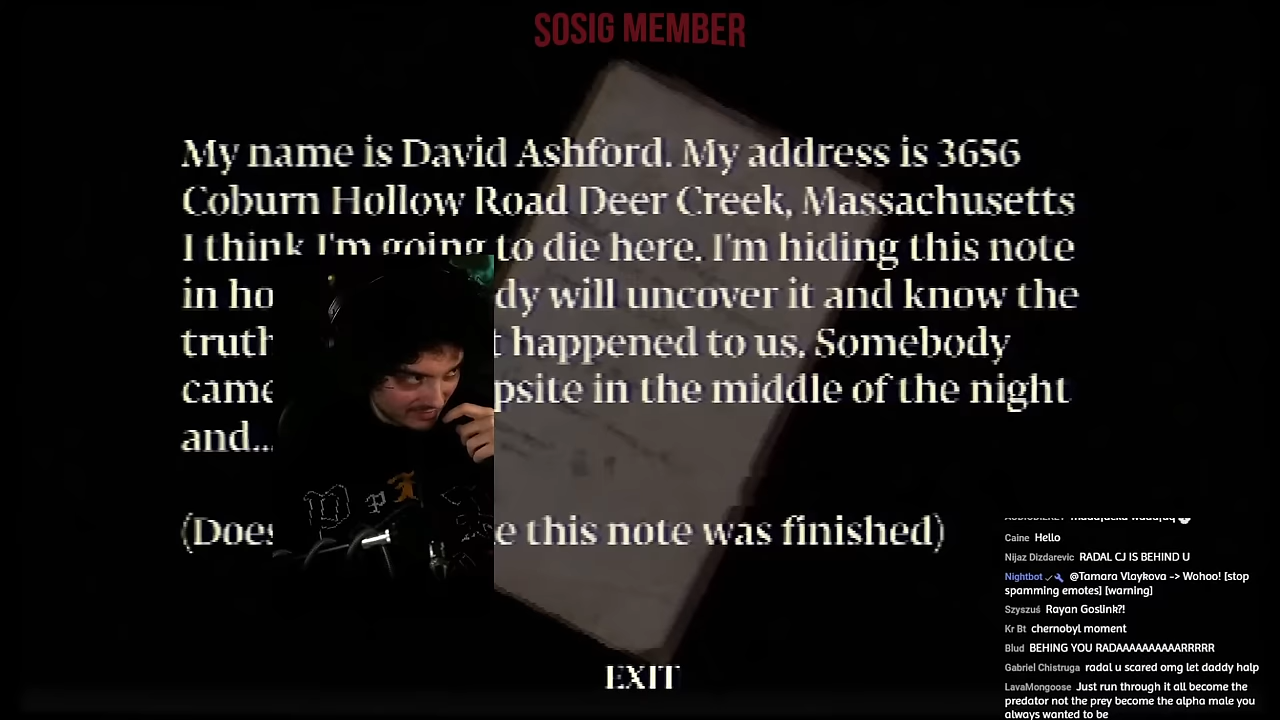 SOSIG MEMBER
My name is David Ashford. My address is 3656
Coburn Hollow Road Deer Creek, Massachusetts
I think I'm going to die here. I'm hiding this note
in ho dy will uncover it and know the
truth t happened to us. Somebody
came psite in the middle of the night
and...
(Does e this note was finished)
EXIT
Caine Hello
Nijaz Dizdarevic RADAL CJ IS BEHIND U
Nightbot @Tamara Vlaykova -> Wohoo! [stop
spamming emotes] [warning]
Szyszuś Rayan Goslink?!
Kr Bt chernobyl moment
Blud BEHING YOU RADAAAAAAAAAARRRRR
Gabriel Chistruga radal u scared omg let daddy halp
LavaMongoose Just run through it all become the
predator not the prey become the alpha male you
always wanted to be